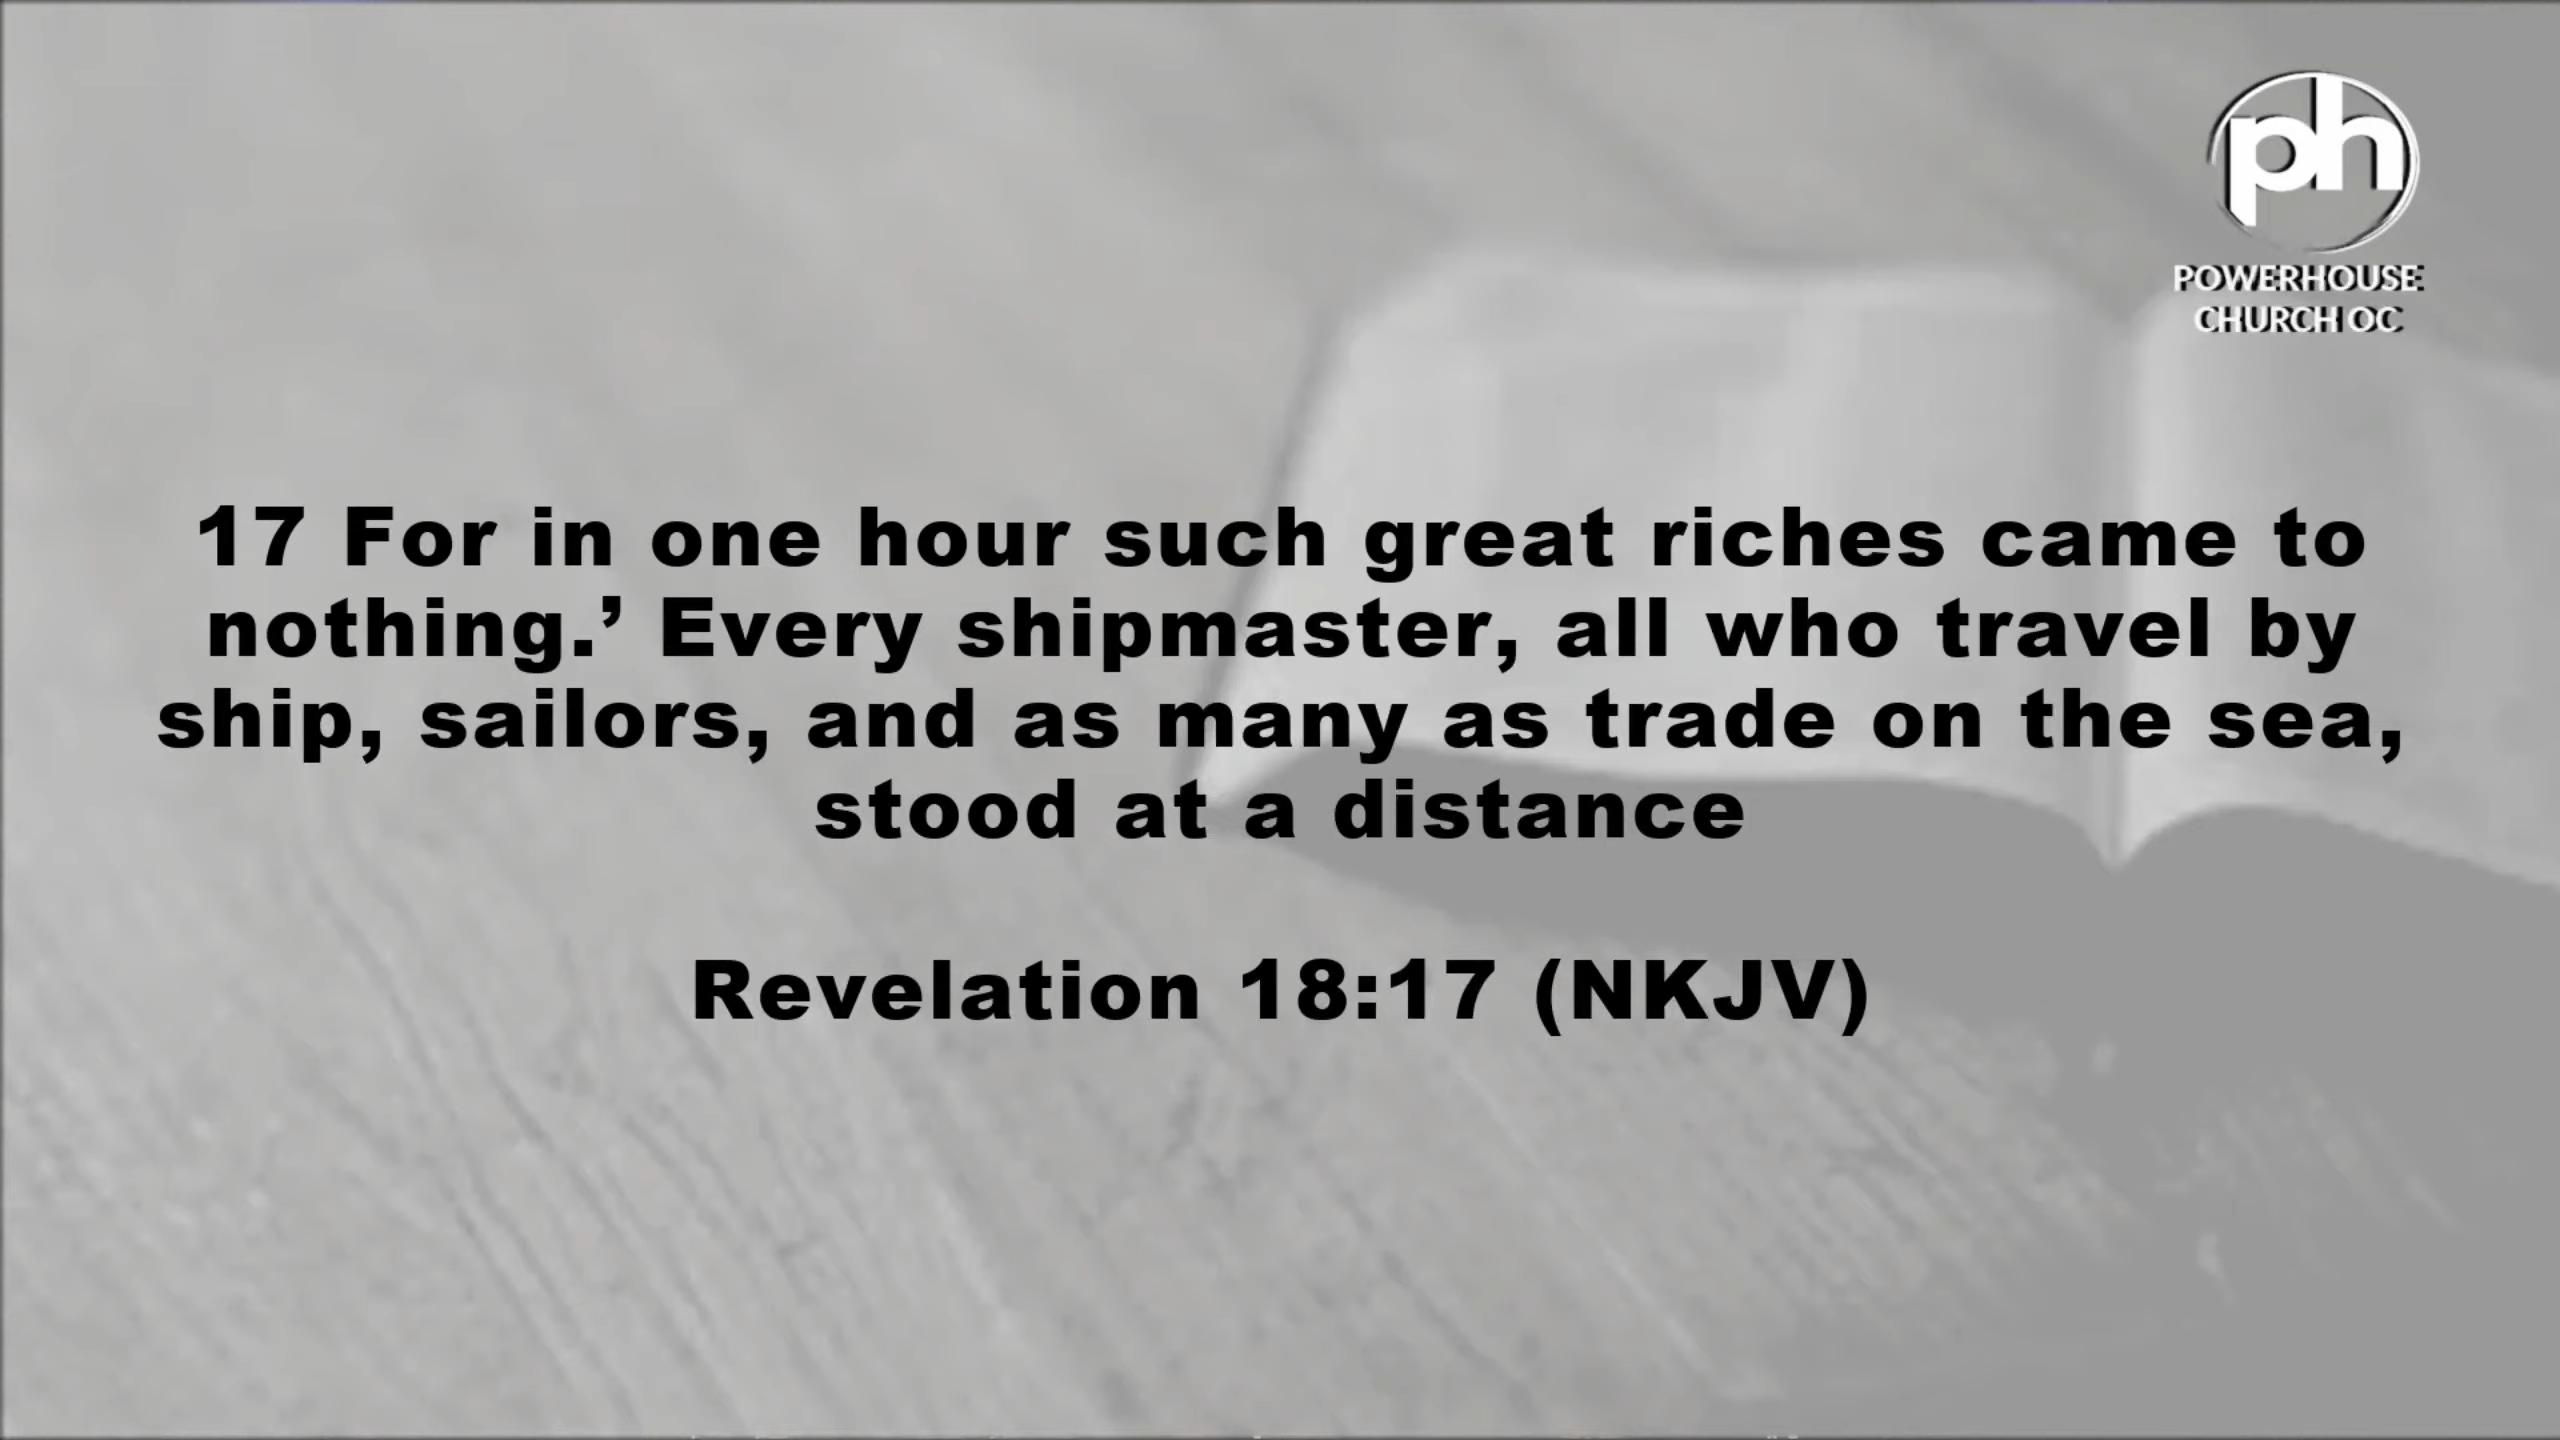 ph
POWERHOUSE
CHURCH OC
17 For in one hour such great riches came to
nothing.’ Every shipmaster, all who travel by
ship, sailors, and as many as trade on the sea,
stood at a distance
Revelation 18:17 (NKJV)